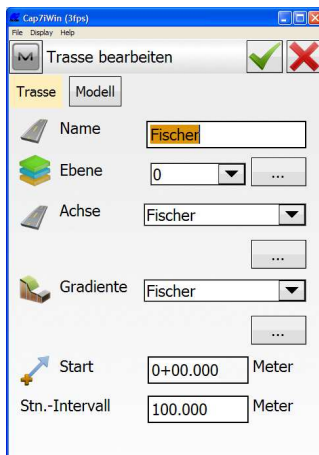 Cap7iWin (3fps)
File Display Help
M Trasse bearbeiten
Trasse Modell
Name Fischer
Ebene 0 ...
Achse Fischer
...
Gradiente Fischer
...
Start 0+00.000 Meter
Stn.-Intervall 100.000 Meter